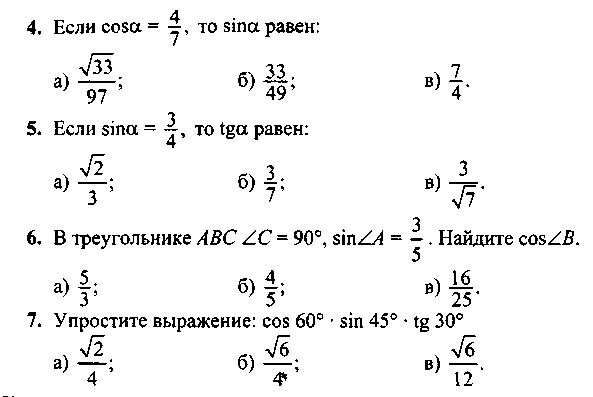 4. Если cosα = 4/7, то sinα равен:
а) √33/97; б) 33/49; в) 7/4.
5. Если sinα = 3/4, то tgα равен:
а) √2/3; б) 3/7; в) 3/√7.
6. В треугольнике ABC ∠C = 90°, sin∠A = 3/5. Найдите cos∠B.
а) 5/3; б) 4/5; в) 16/25.
7. Упростите выражение: cos 60° · sin 45° · tg 30°
а) √2/4; б) √6/4; в) √6/12.